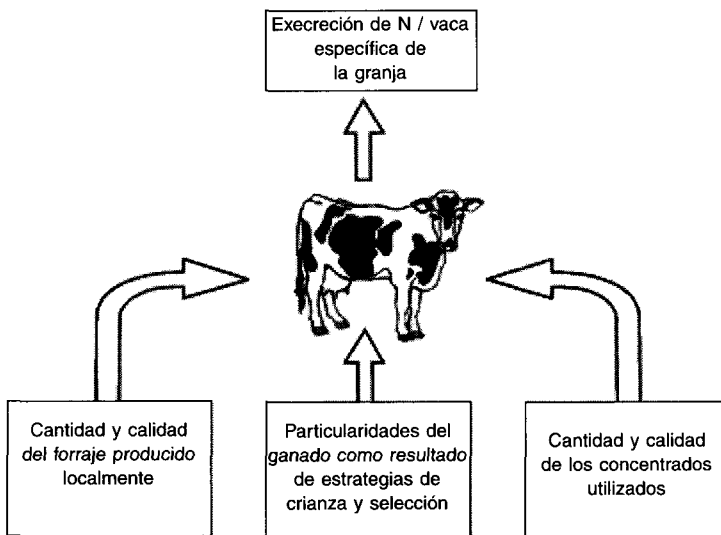 Execreción de N / vaca
específica de
la granja
Cantidad y calidad
del forraje producido
localmente
Particularidades del
ganado como resultado
de estrategias de
crianza y selección
Cantidad y calidad
de los concentrados
utilizados